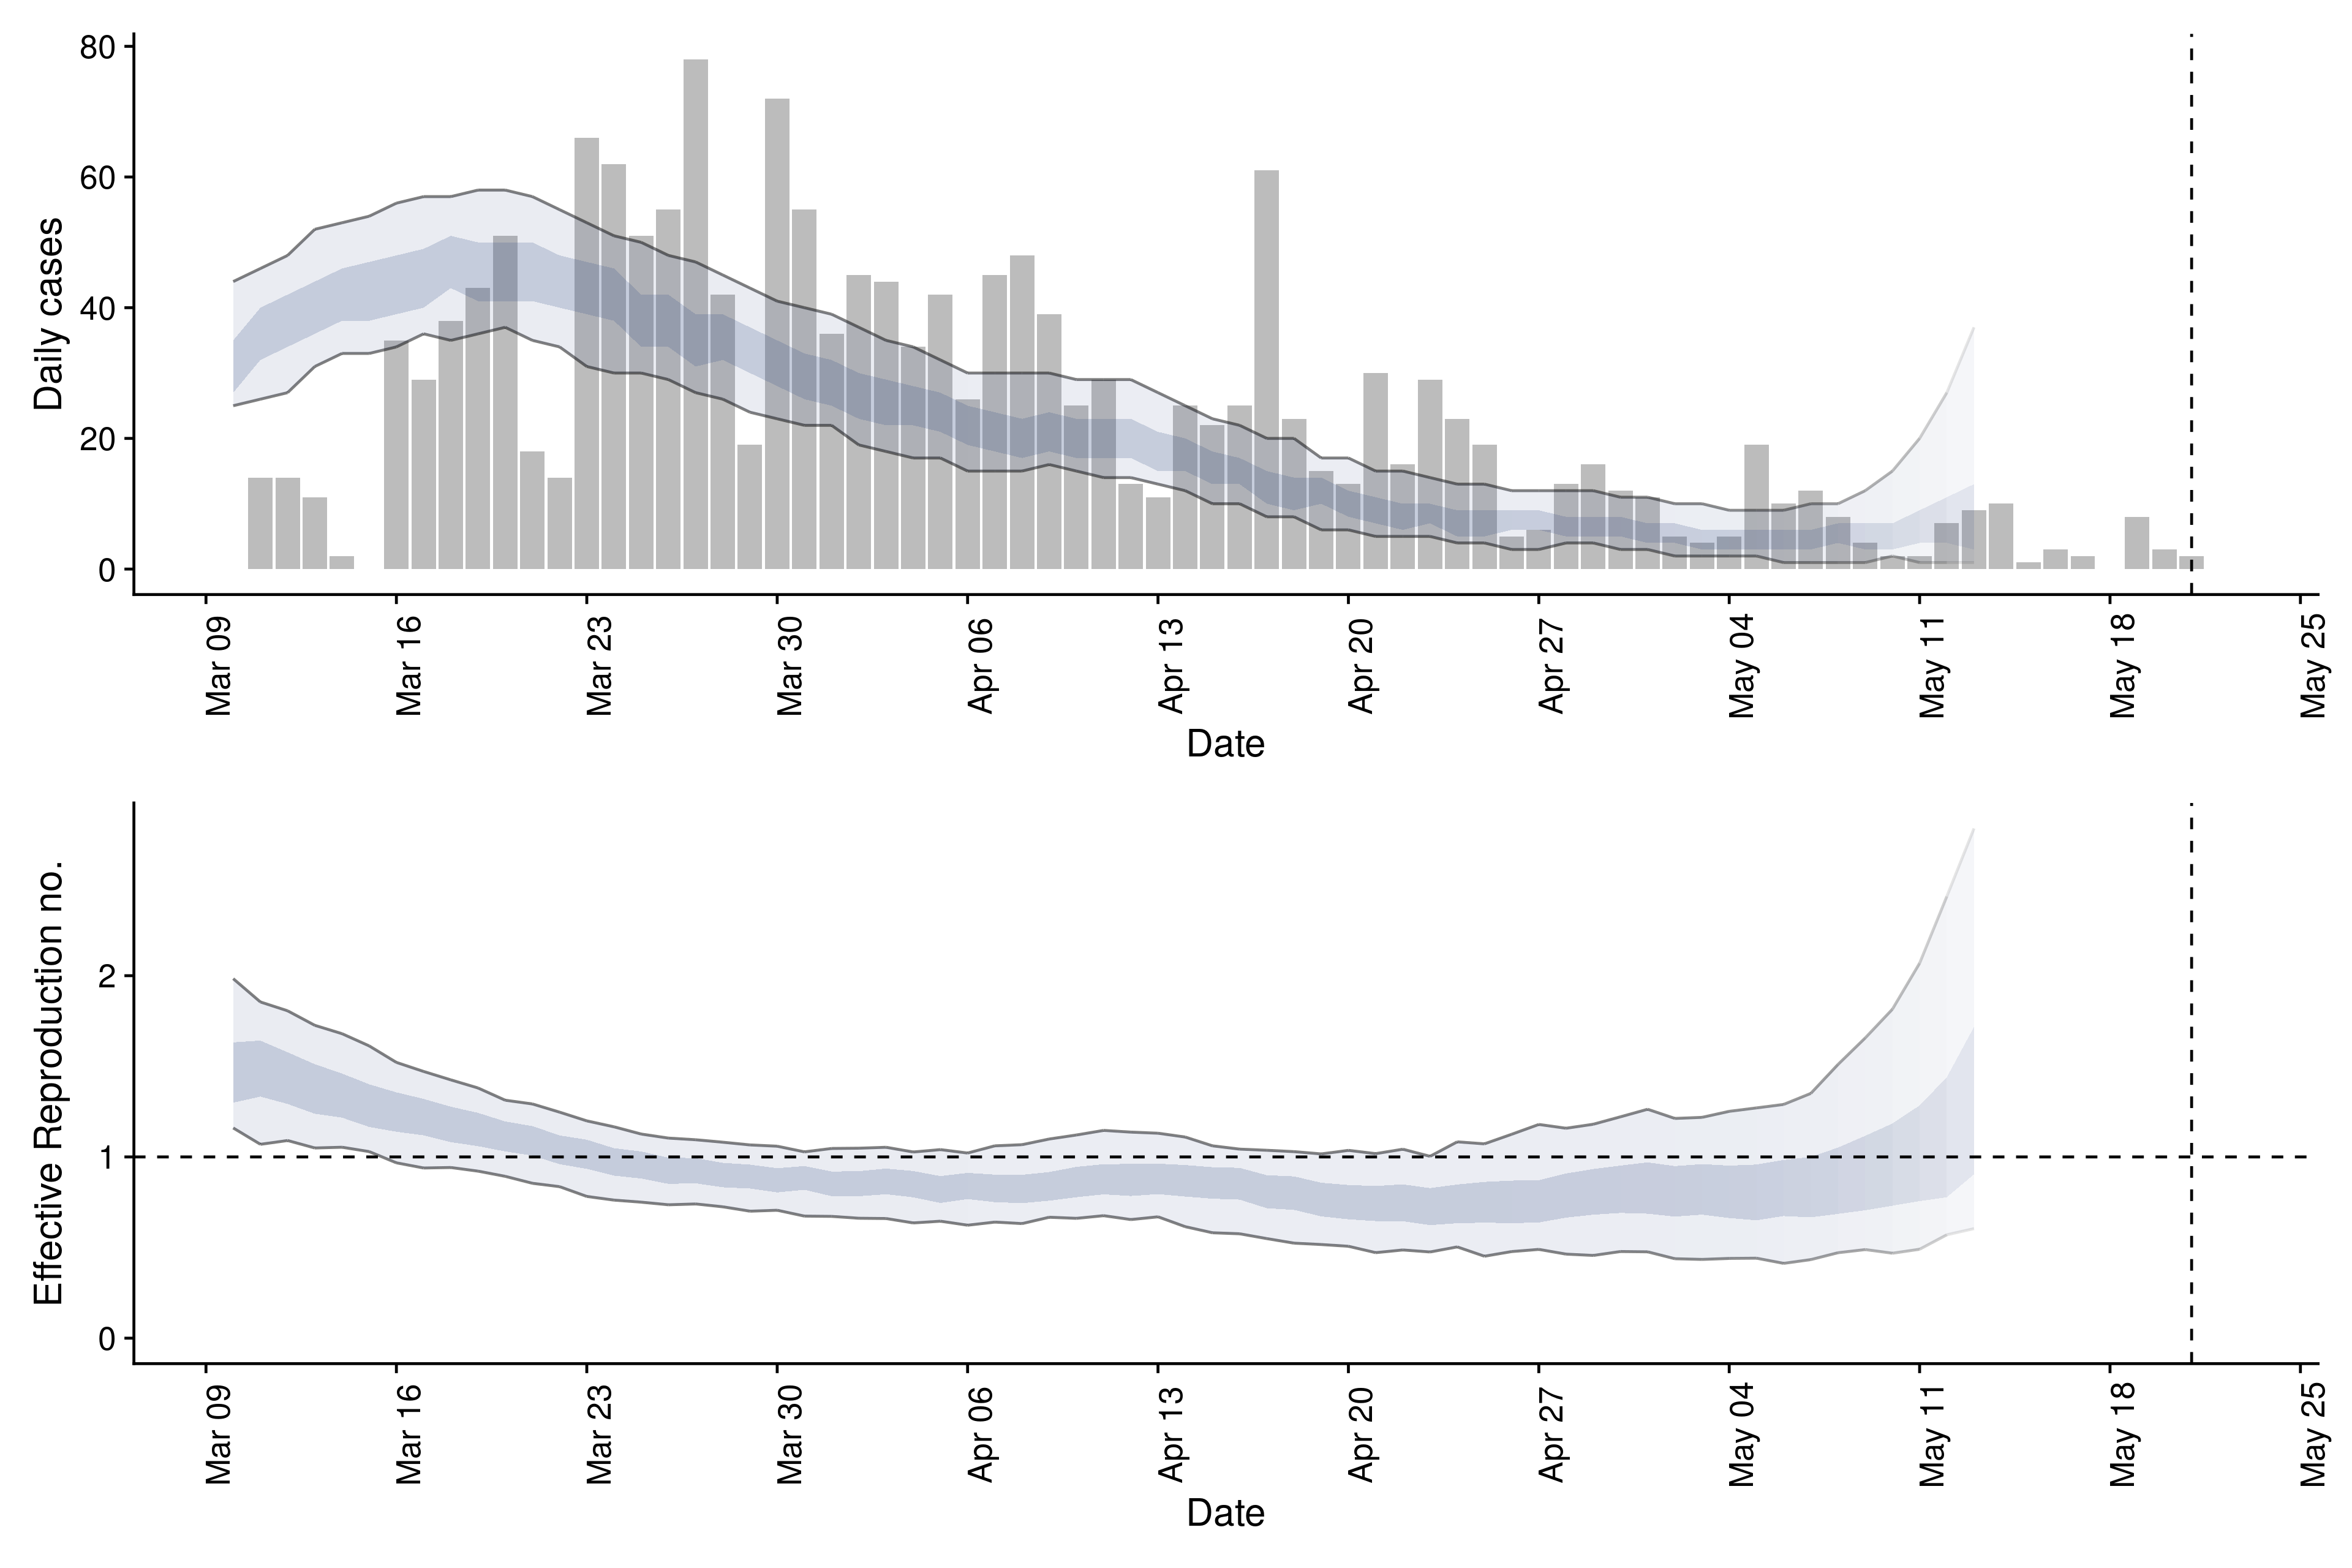 Daily cases
80
60
40
20
0
Mar 09
Mar 16
Mar 23
Mar 30
Apr 06
Apr 13
Apr 20
Apr 27
May 04
May 11
May 18
May 25
Date
Effective Reproduction no.
2
1
0
Mar 09
Mar 16
Mar 23
Mar 30
Apr 06
Apr 13
Apr 20
Apr 27
May 04
May 11
May 18
May 25
Date